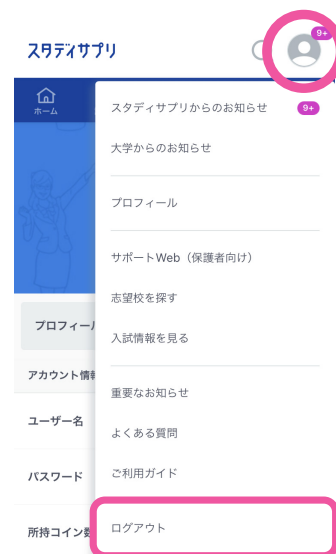 スタディサプリ
9+
ホーム
スタディサプリからのお知らせ
9+
大学からのお知らせ
プロフィール
サポートWeb（保護者向け）
志望校を探す
プロフィール
入試情報を見る
アカウント情報
重要なお知らせ
ユーザー名
よくある質問
パスワード
ご利用ガイド
所持コイン数
ログアウト